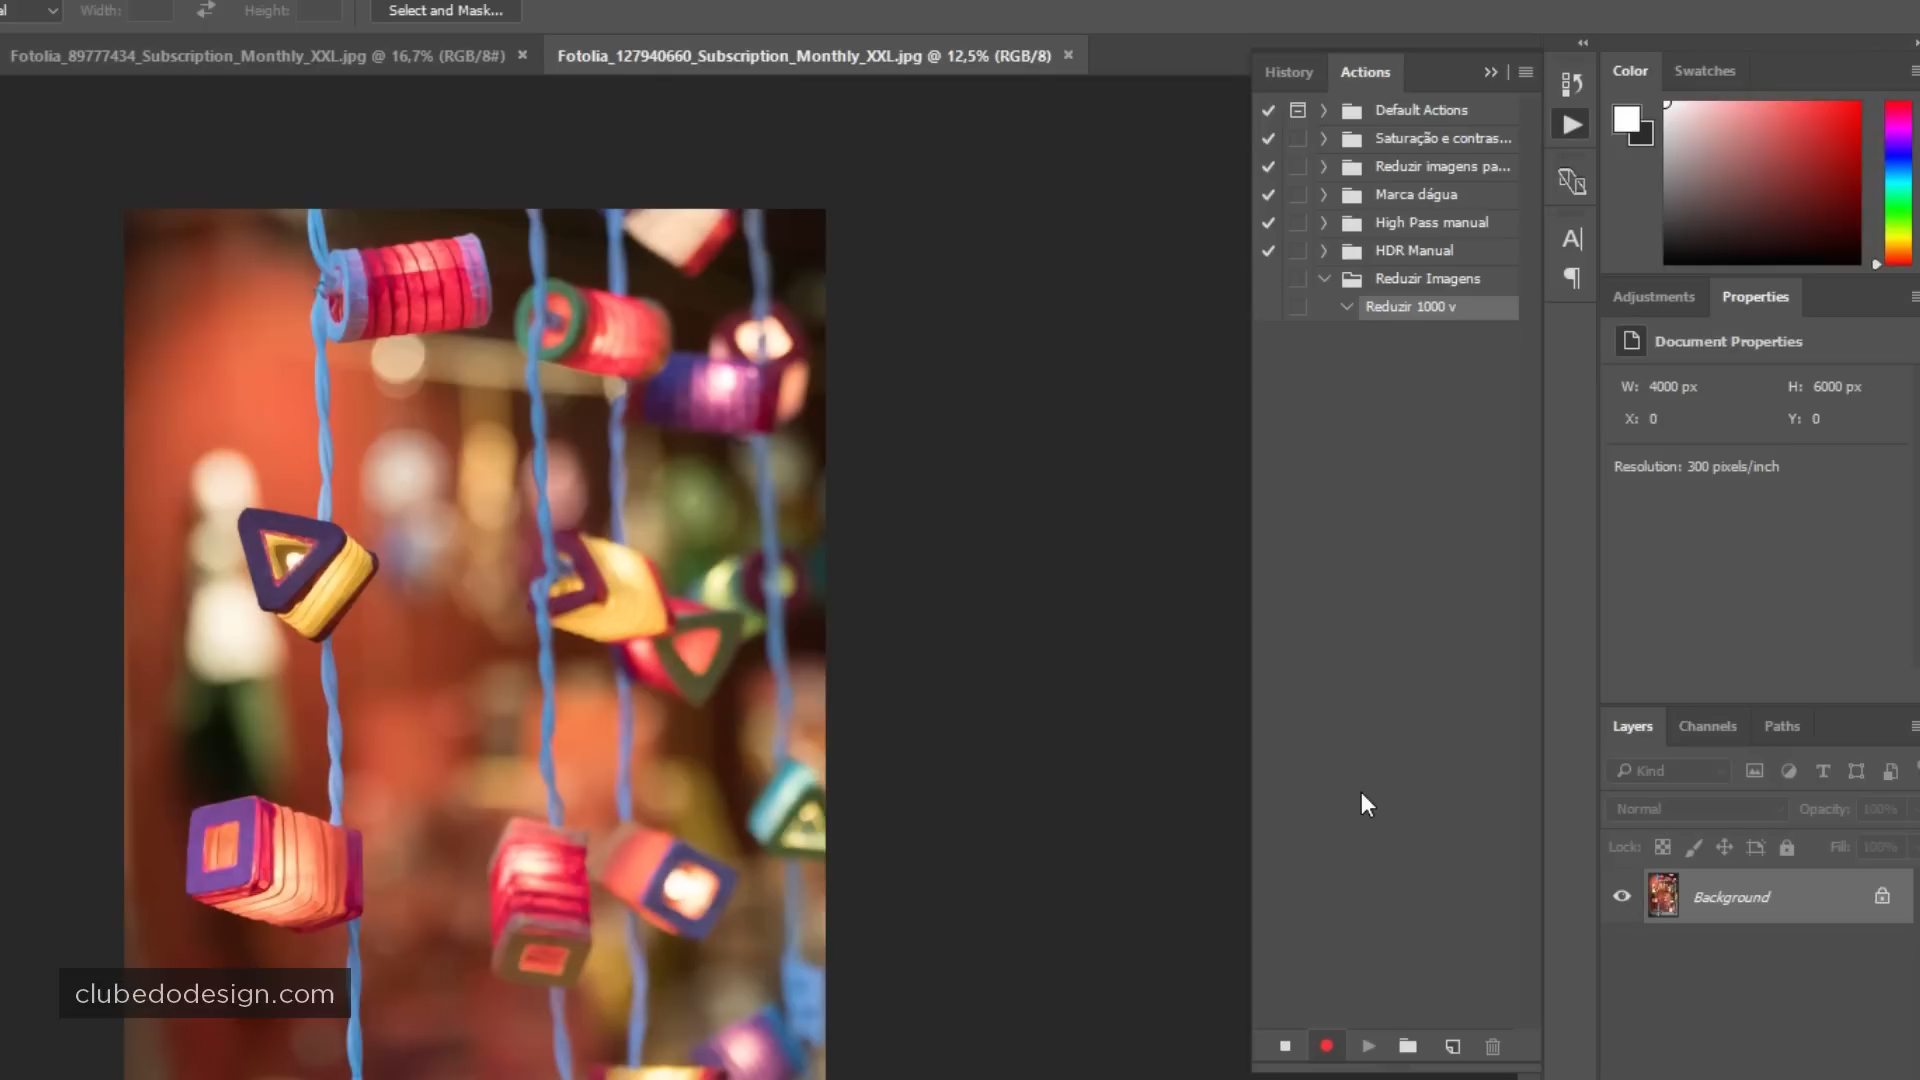 al Width: Height: Select and Mask...
Fotolia_89777434_Subscription_Monthly_XXL.jpg @ 16,7% (RGB/8#) Fotolia_127940660_Subscription_Monthly_XXL.jpg @ 12,5% (RGB/8)
History Actions
Default Actions
Saturação e contras...
Reduzir imagens pa...
Marca dágua
High Pass manual
HDR Manual
Reduzir Imagens
Reduzir 1000 v
A
Color Swatches
Adjustments Properties
Document Properties
W: 4000 px H: 6000 px
X: 0 Y: 0
Resolution: 300 pixels/inch
Layers Channels Paths
Kind
Normal Opacity: 100%
Lock: Fill: 100%
Background
clubedodesign.com